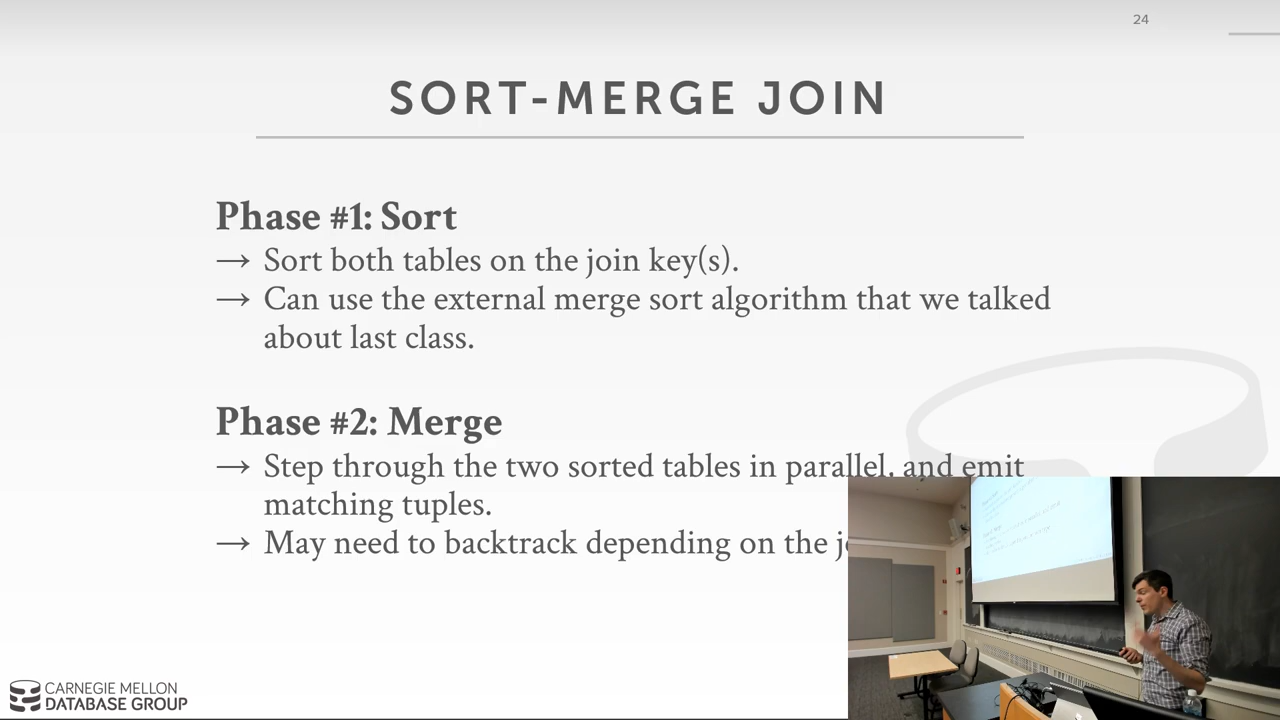 24
SORT-MERGE JOIN
Phase #1: Sort
→ Sort both tables on the join key(s).
→ Can use the external merge sort algorithm that we talked
about last class.
Phase #2: Merge
→ Step through the two sorted tables in parallel, and emit
matching tuples.
→ May need to backtrack depending on the
CARNEGIE MELLON
DATABASE GROUP